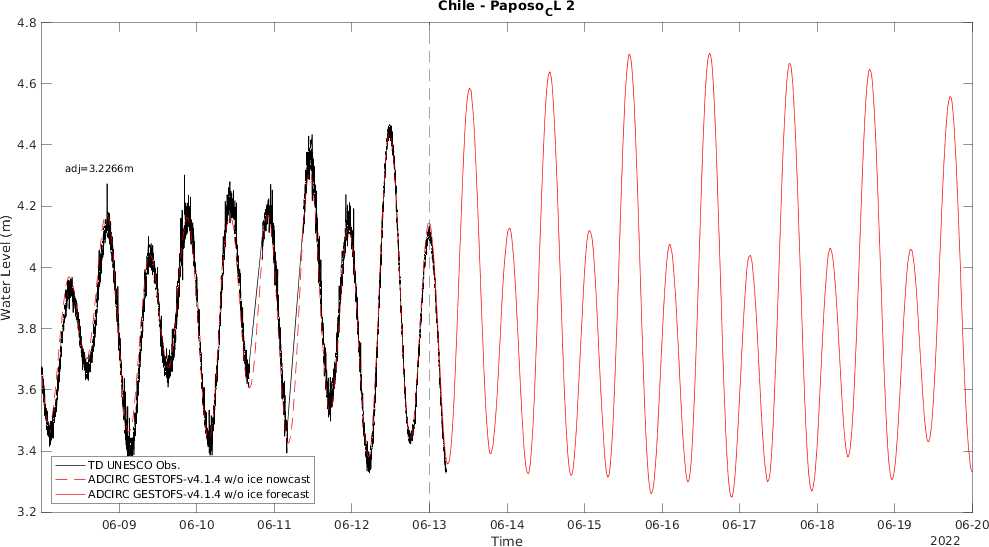 Chile - Paposo_CL 2
4.8
4.6
4.4
4.2
4
3.8
3.6
3.4
3.2
Water Level (m)
adj=3.2266m
TD UNESCO Obs.
ADCIRC GESTOFS-v4.1.4 w/o ice nowcast
ADCIRC GESTOFS-v4.1.4 w/o ice forecast
06-09 06-10 06-11 06-12 06-13 06-14 06-15 06-16 06-17 06-18 06-19 06-20
Time
2022